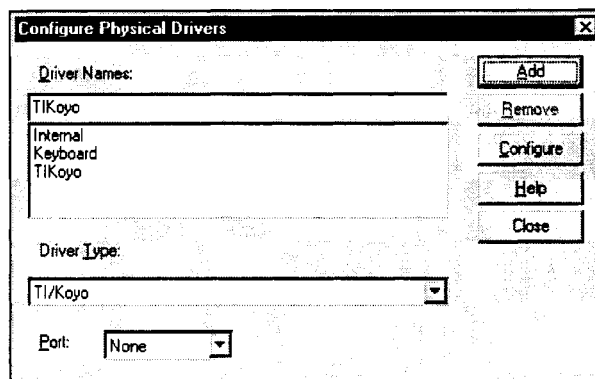 Configure Physical Drivers
Driver Names:
TIKoyo
Internal
Keyboard
TIKoyo
Driver Type:
TI/Koyo
Port: None
Add
Remove
Configure
Help
Close